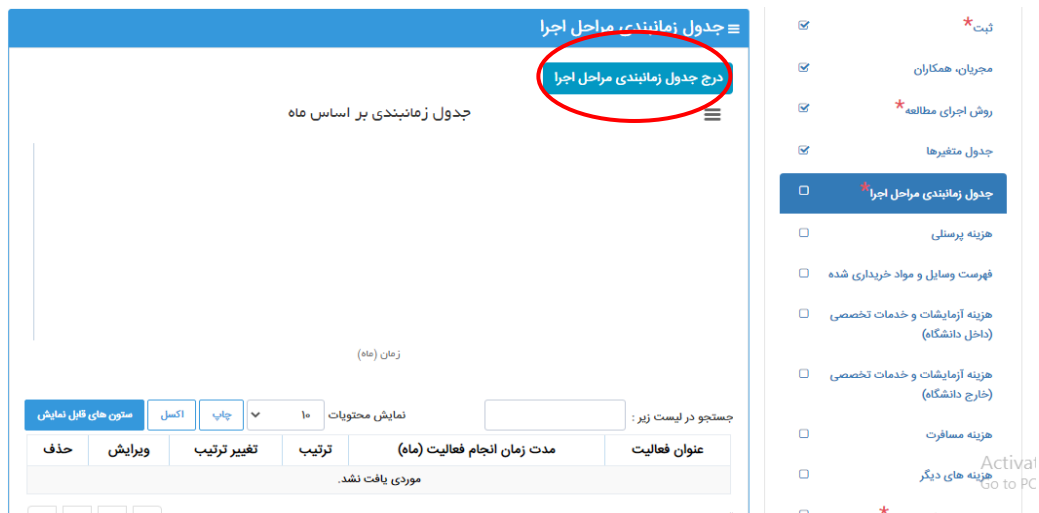 ثبت*
مجریان، همکاران
روش اجرای مطالعه*
جدول متغیرها
جدول زمانبندی مراحل اجرا*
هزینه پرسنلی
فهرست وسایل و مواد خریداری شده
هزینه آزمایشات و خدمات تخصصی
(داخل دانشگاه)
هزینه آزمایشات و خدمات تخصصی
(خارج دانشگاه)
هزینه مسافرت
هزینه های دیگر
*
جدول زمانبندی مراحل اجرا
درج جدول زمانبندی مراحل اجرا
جدول زمانبندی بر اساس ماه
زمان (ماه)
جستجو در لیست زیر : نمایش محتویات ۱۰ چاپ اکسل ستون های قابل نمایش
عنوان فعالیت مدت زمان انجام فعالیت (ماه) ترتیب تغییر ترتیب ویرایش حذف
موردی یافت نشد.
Activat
Go to PC